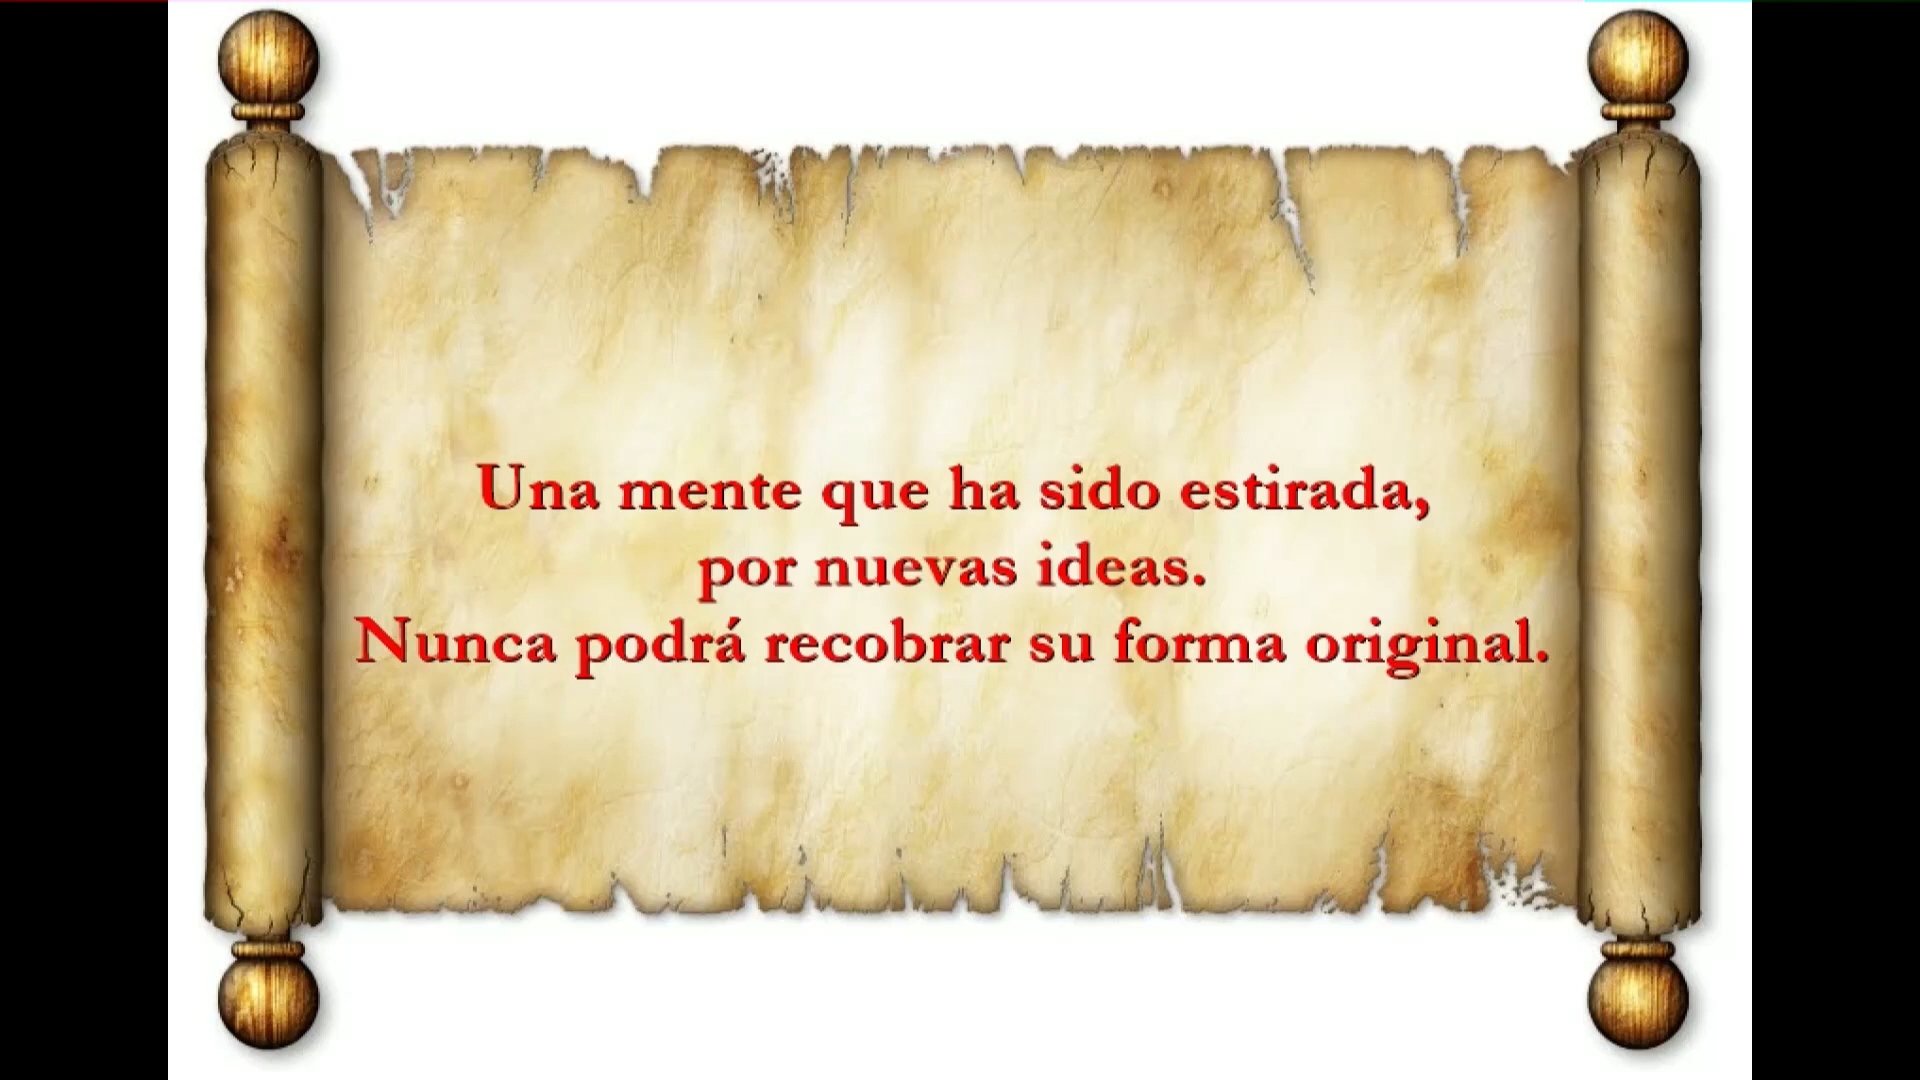 Una mente que ha sido estirada,
por nuevas ideas.
Nunca podrá recobrar su forma original.